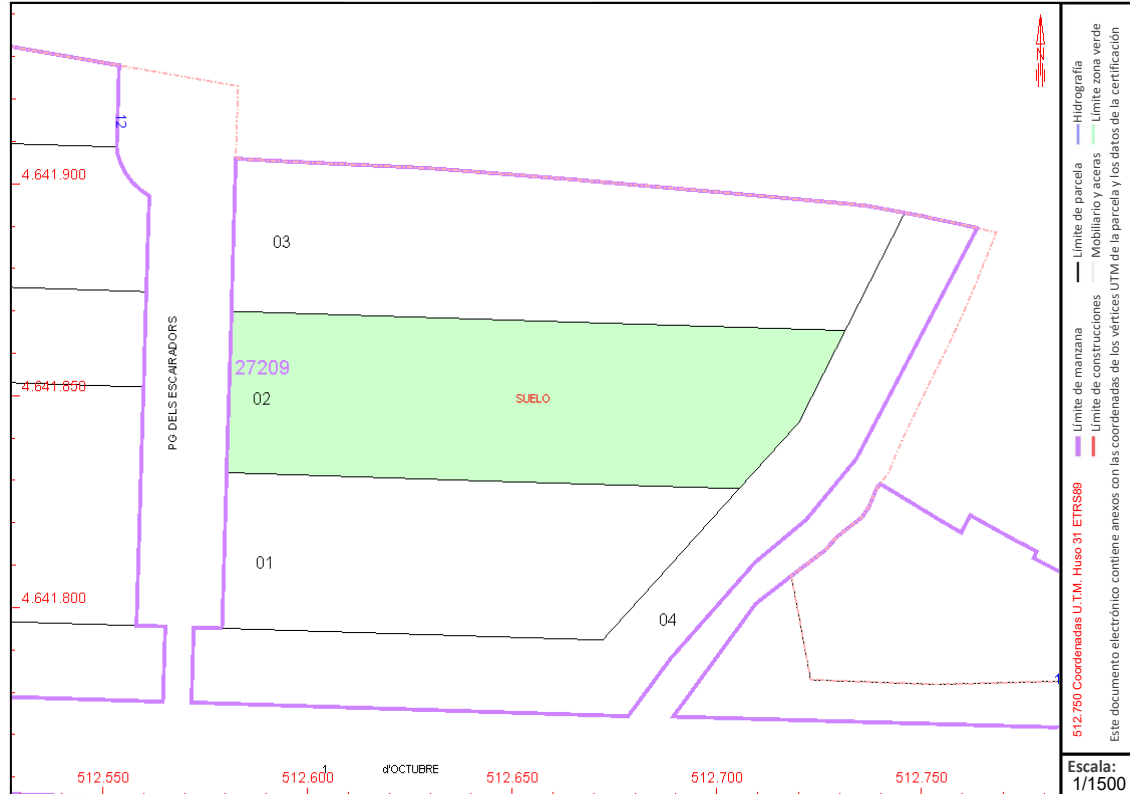 12
4.641.900
03
PG DELS ESCAIRADORS
27209
4.641.850
02
SUELO
01
4.641.800
04
1
1
d'OCTUBRE
512.550
512.600
512.650
512.700
512.750
512.750 Coordenadas U.T.M. Huso 31 ETRS89
Límite de manzana
Límite de parcela
Hidrografía
Límite de construcciones
Mobiliario y aceras
Límite zona verde
Este documento electrónico contiene anexos con las coordenadas de los vértices UTM de la parcela y los datos de la certificación
Escala:
1/1500